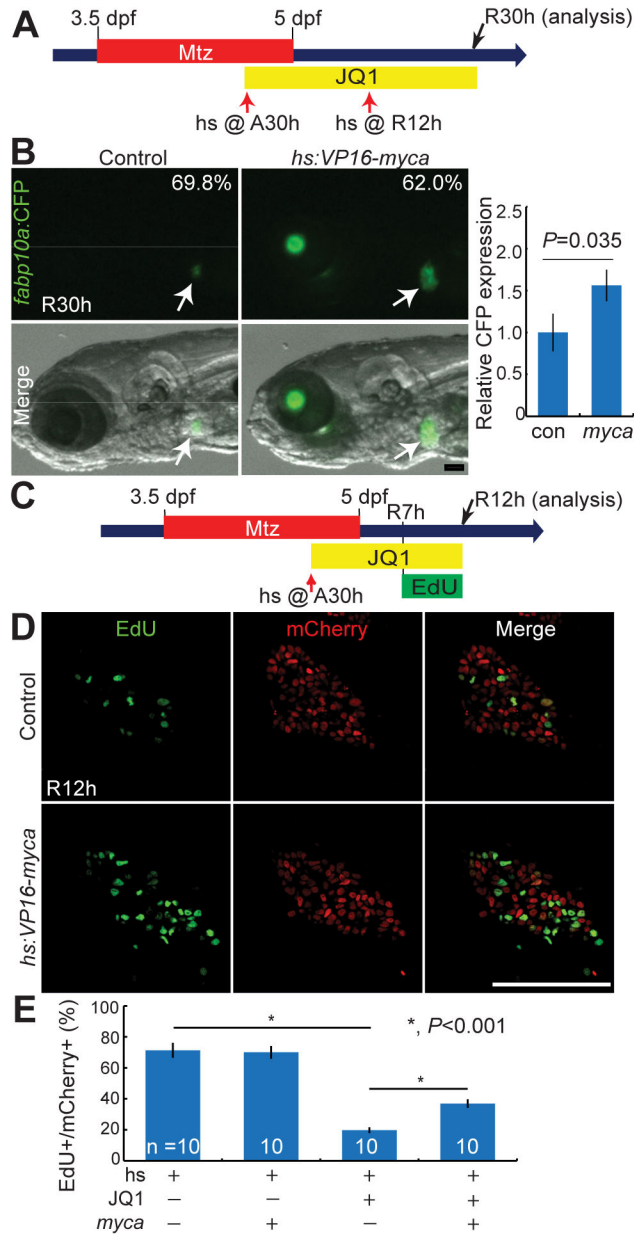 A
3.5 dpf
5 dpf
R30h (analysis)
Mtz
JQ1
hs @ A30h
hs @ R12h
B
Control
hs:VP16-myca
fabp10a:CFP
69.8%
62.0%
R30h
Merge
Relative CFP expression
2.5
2.0
1.5
1.0
0.5
0
P=0.035
con
myca
C
3.5 dpf
5 dpf
R7h
R12h (analysis)
Mtz
JQ1
EdU
hs @ A30h
D
EdU
mCherry
Merge
Control
R12h
hs:VP16-myca
E
EdU+/mCherry+ (%)
100
80
60
40
20
0
*
*, P<0.001
*
n =10
10
10
10
hs + + + +
JQ1 – – + +
myca – + – +